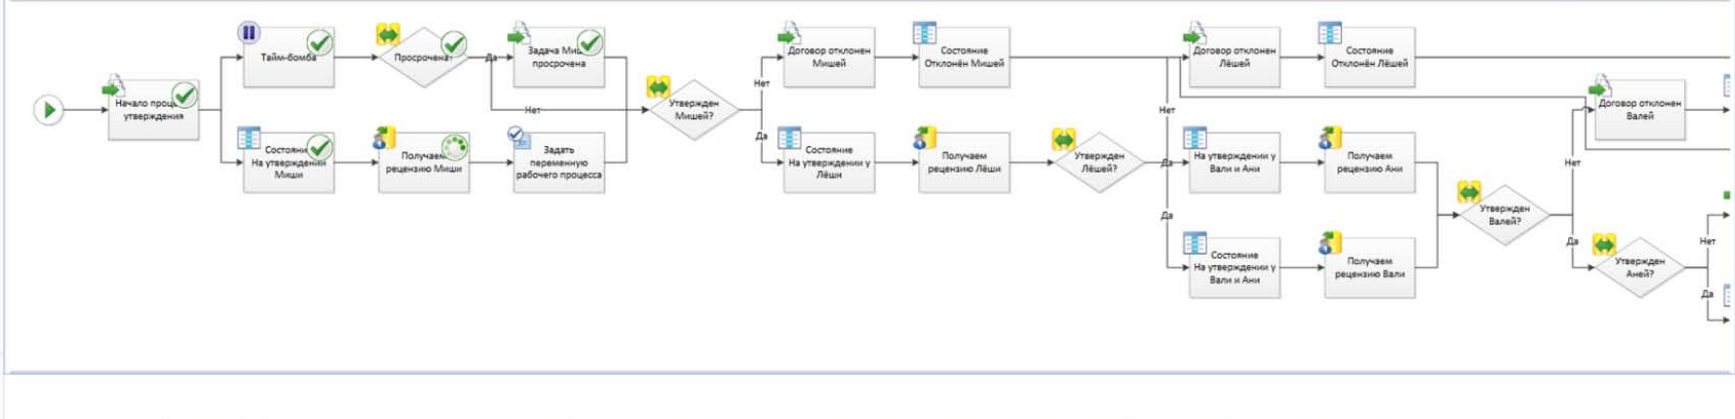 Начало проц
утверждения
Тайм-бомба
Просрочена?
Да
Задача Ми
просрочена
Нет
Состояни
На утверждении
Миши
Получаем
рецензию Миши
Задать
переменную
рабочего процесса
Утвержден
Мишей?
Нет
Да
Договор отклонен
Мишей
Состояние
Отклонён Мишей
Состояние
На утверждении у
Лёши
Получаем
рецензию Лёши
Утвержден
Лёшей?
Нет
Да
Да
Договор отклонен
Лёшей
Состояние
Отклонён Лёшей
На утверждении у
Вали и Ани
Получаем
рецензию Ани
Состояние
На утверждении у
Вали и Ани
Получаем
рецензию Вали
Утвержден
Валей?
Нет
Да
Договор отклонен
Валей
Утвержден
Аней?
Нет
Да